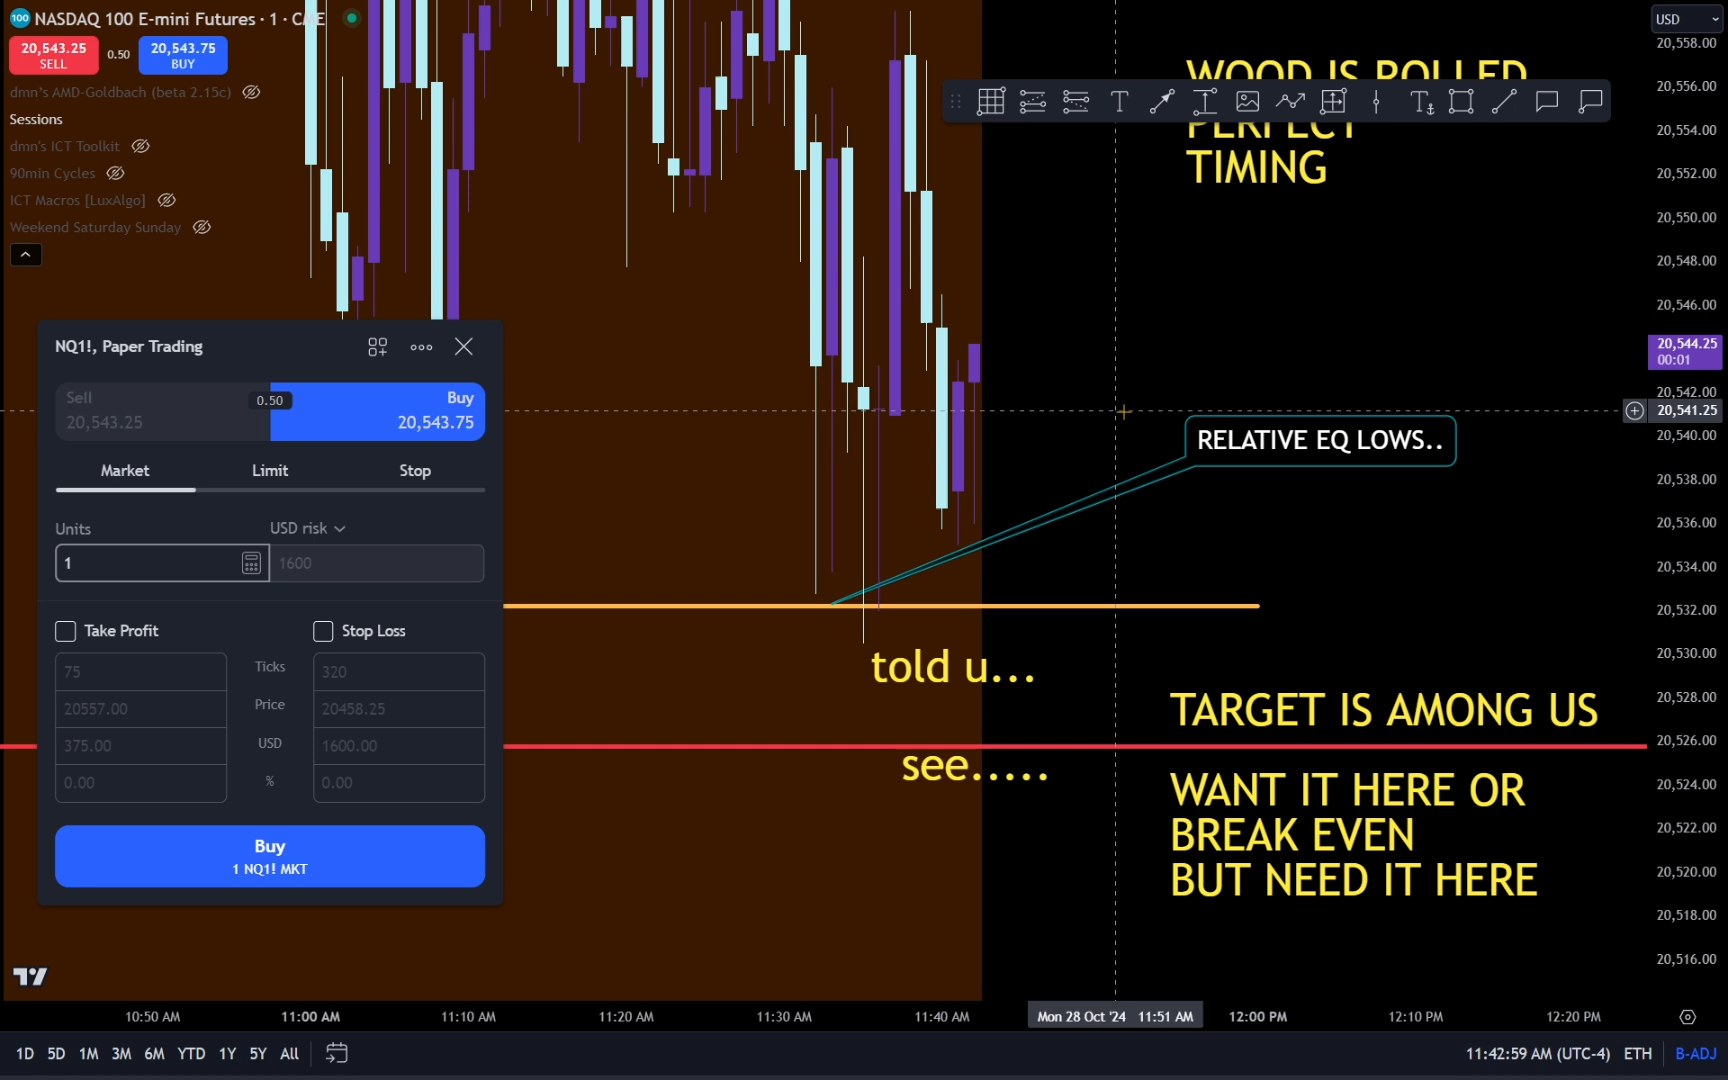 100 NASDAQ 100 E-mini Futures · 1 · CME
20,543.25
SELL
0.50
20,543.75
BUY
dmn's AMD-Goldbach (beta 2.15c)
Sessions
dmn's ICT Toolkit
90min Cycles
ICT Macros [LuxAlgo]
Weekend Saturday Sunday
WOOD IS ROLLED
PERFECT
TIMING
NQ1!, Paper Trading
Sell
20,543.25
0.50
Buy
20,543.75
Market
Limit
Stop
Units
USD risk
1
1600
Take Profit
Stop Loss
75
Ticks
320
20557.00
Price
20458.25
375.00
USD
1600.00
0.00
%
0.00
Buy
1 NQ1! MKT
RELATIVE EQ LOWS..
told u...
TARGET IS AMONG US
see.....
WANT IT HERE OR
BREAK EVEN
BUT NEED IT HERE
USD
20,558.00
20,556.00
20,554.00
20,552.00
20,550.00
20,548.00
20,546.00
20,544.25
00:01
20,542.00
20,541.25
20,540.00
20,538.00
20,536.00
20,534.00
20,532.00
20,530.00
20,528.00
20,526.00
20,524.00
20,522.00
20,520.00
20,518.00
20,516.00
10:50 AM
11:00 AM
11:10 AM
11:20 AM
11:30 AM
11:40 AM
Mon 28 Oct '24 11:51 AM
12:00 PM
12:10 PM
12:20 PM
1D 5D 1M 3M 6M YTD 1Y 5Y All
11:42:59 AM (UTC-4) ETH B-ADJ